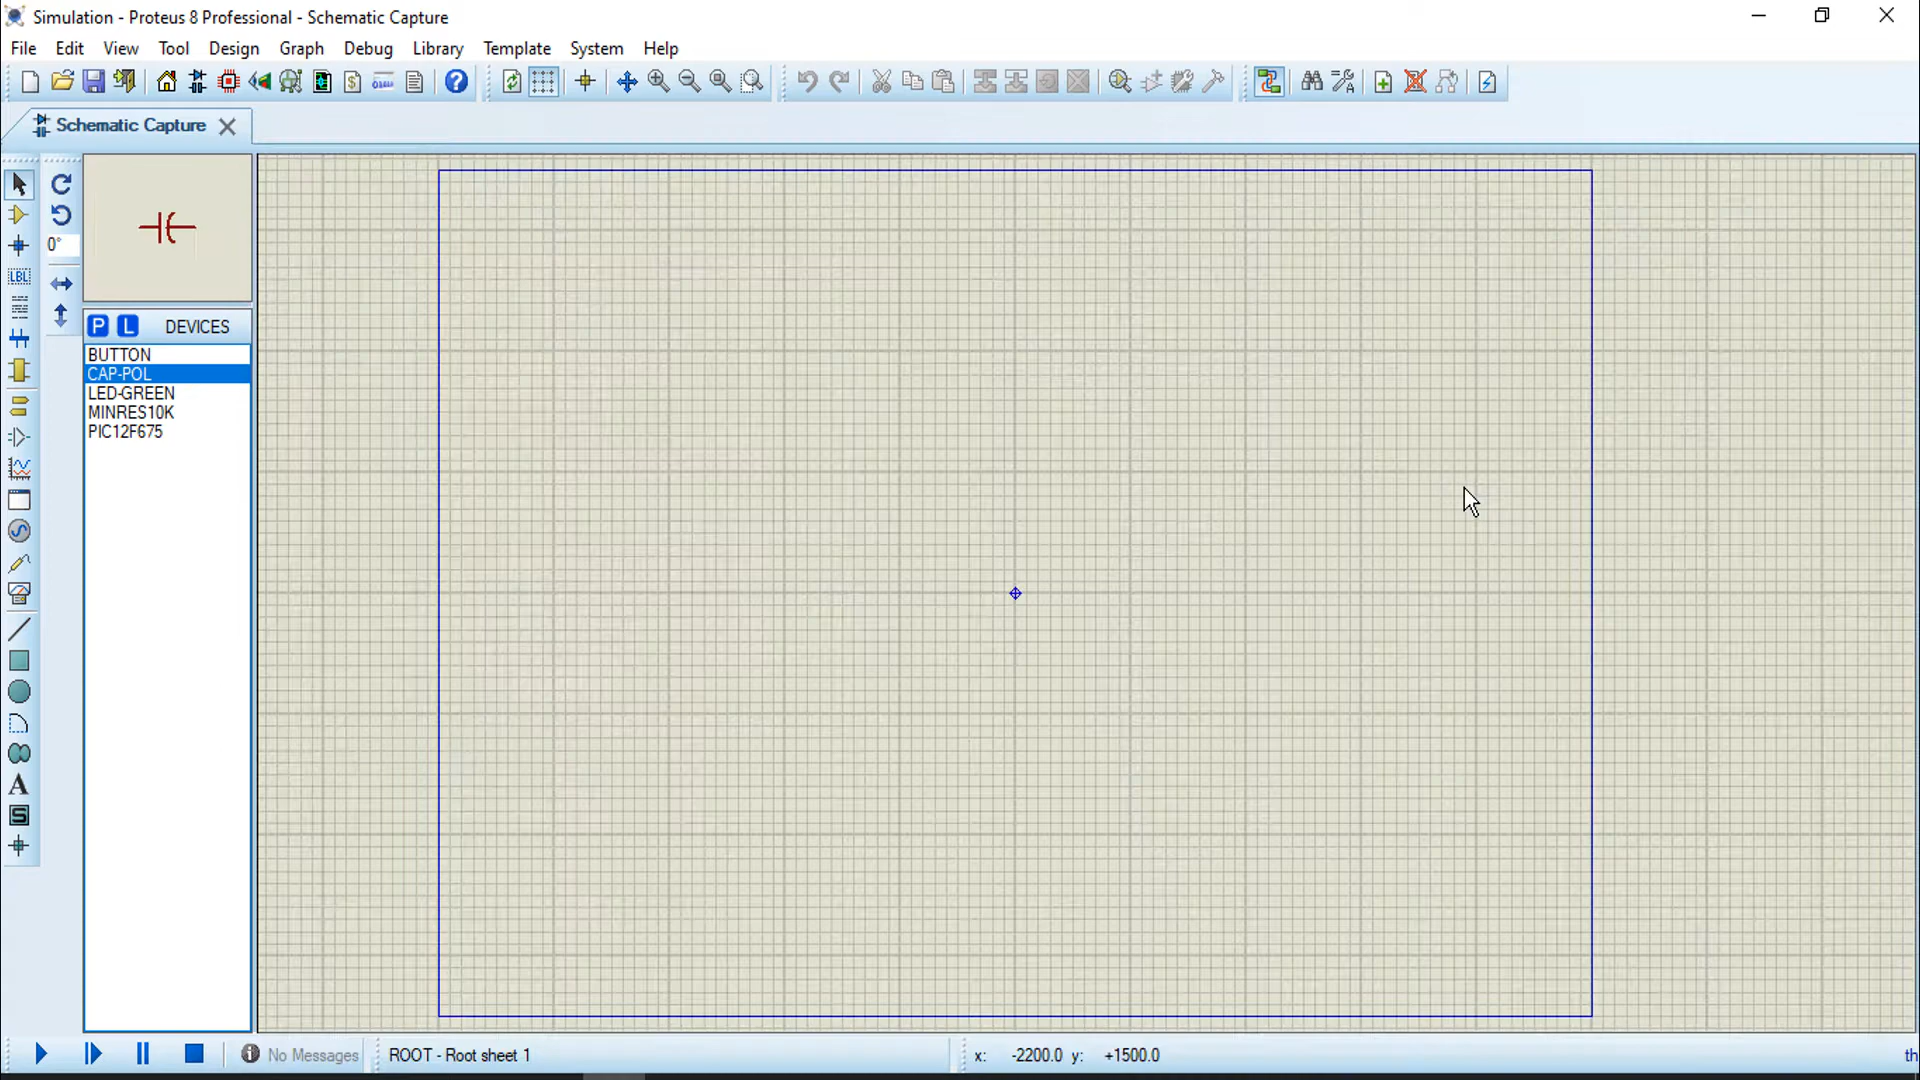 Simulation - Proteus 8 Professional - Schematic Capture
File Edit View Tool Design Graph Debug Library Template System Help
Schematic Capture
0°
LBL
P L DEVICES
BUTTON
CAP-POL
LED-GREEN
MINRES10K
PIC12F675
A
S
No Messages ROOT - Root sheet 1 x: -2200.0 y: +1500.0 th